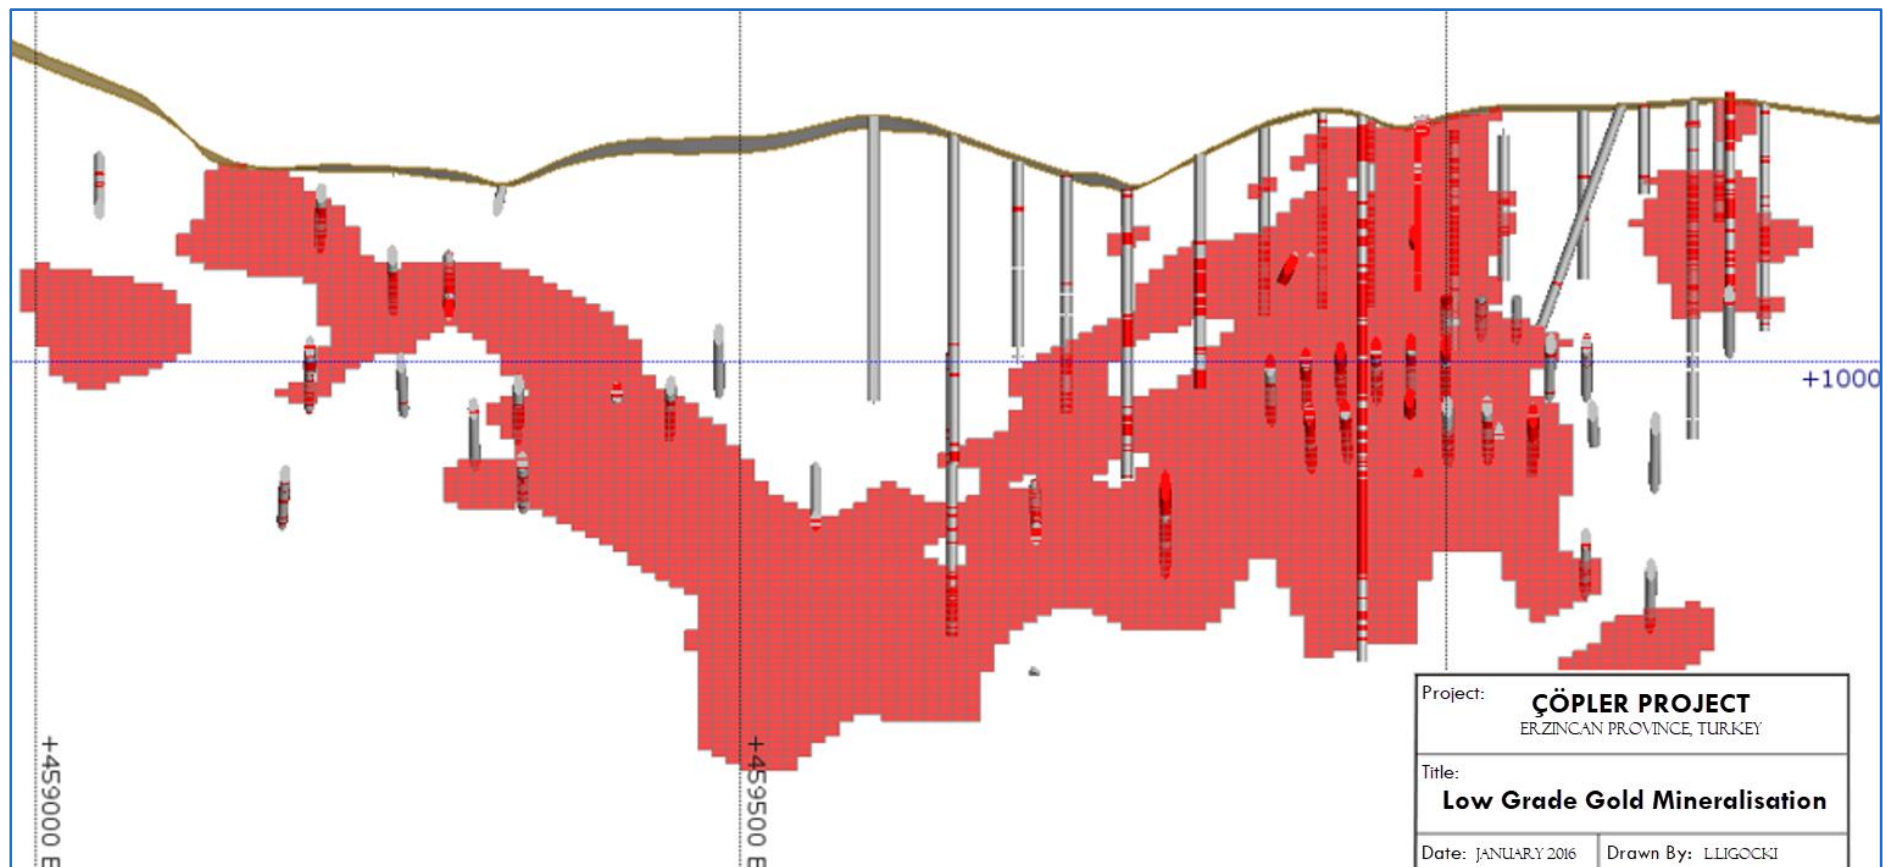 +1000
+459000 E
+459500 E
Project:
ÇÖPLER PROJECT
ERZINCAN PROVINCE, TURKEY
Title:
Low Grade Gold Mineralisation
Date: JANUARY 2016 Drawn By: L.LIGOCKI